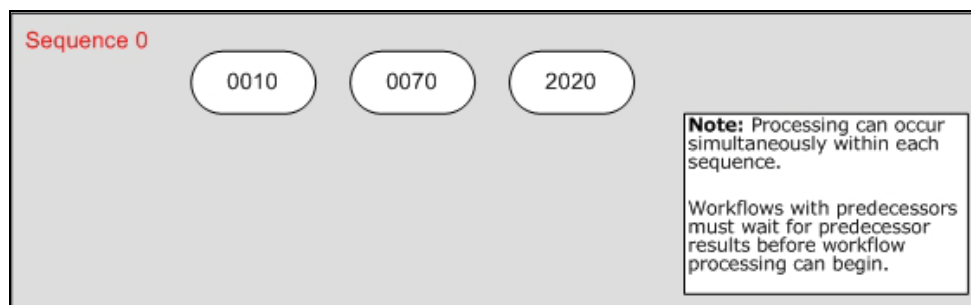 Sequence 0
0010 0070 2020
Note: Processing can occur
simultaneously within each
sequence.
Workflows with predecessors
must wait for predecessor
results before workflow
processing can begin.